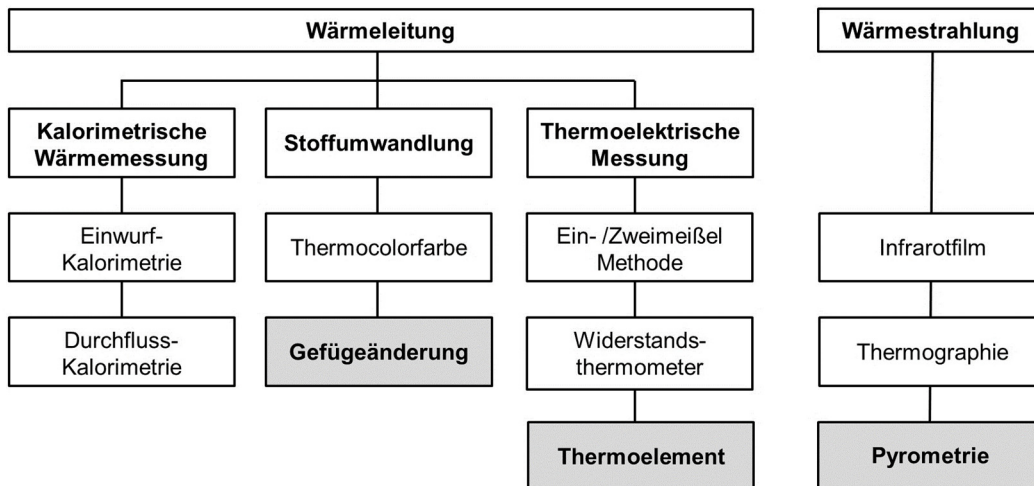 Wärmeleitung
Wärmestrahlung
Kalorimetrische
Wärmemessung
Stoffumwandlung
Thermoelektrische
Messung
Einwurf-
Kalorimetrie
Thermocolorfarbe
Ein- /Zweimeißel
Methode
Infrarotfilm
Durchfluss-
Kalorimetrie
Gefügeänderung
Widerstands-
thermometer
Thermographie
Thermoelement
Pyrometrie